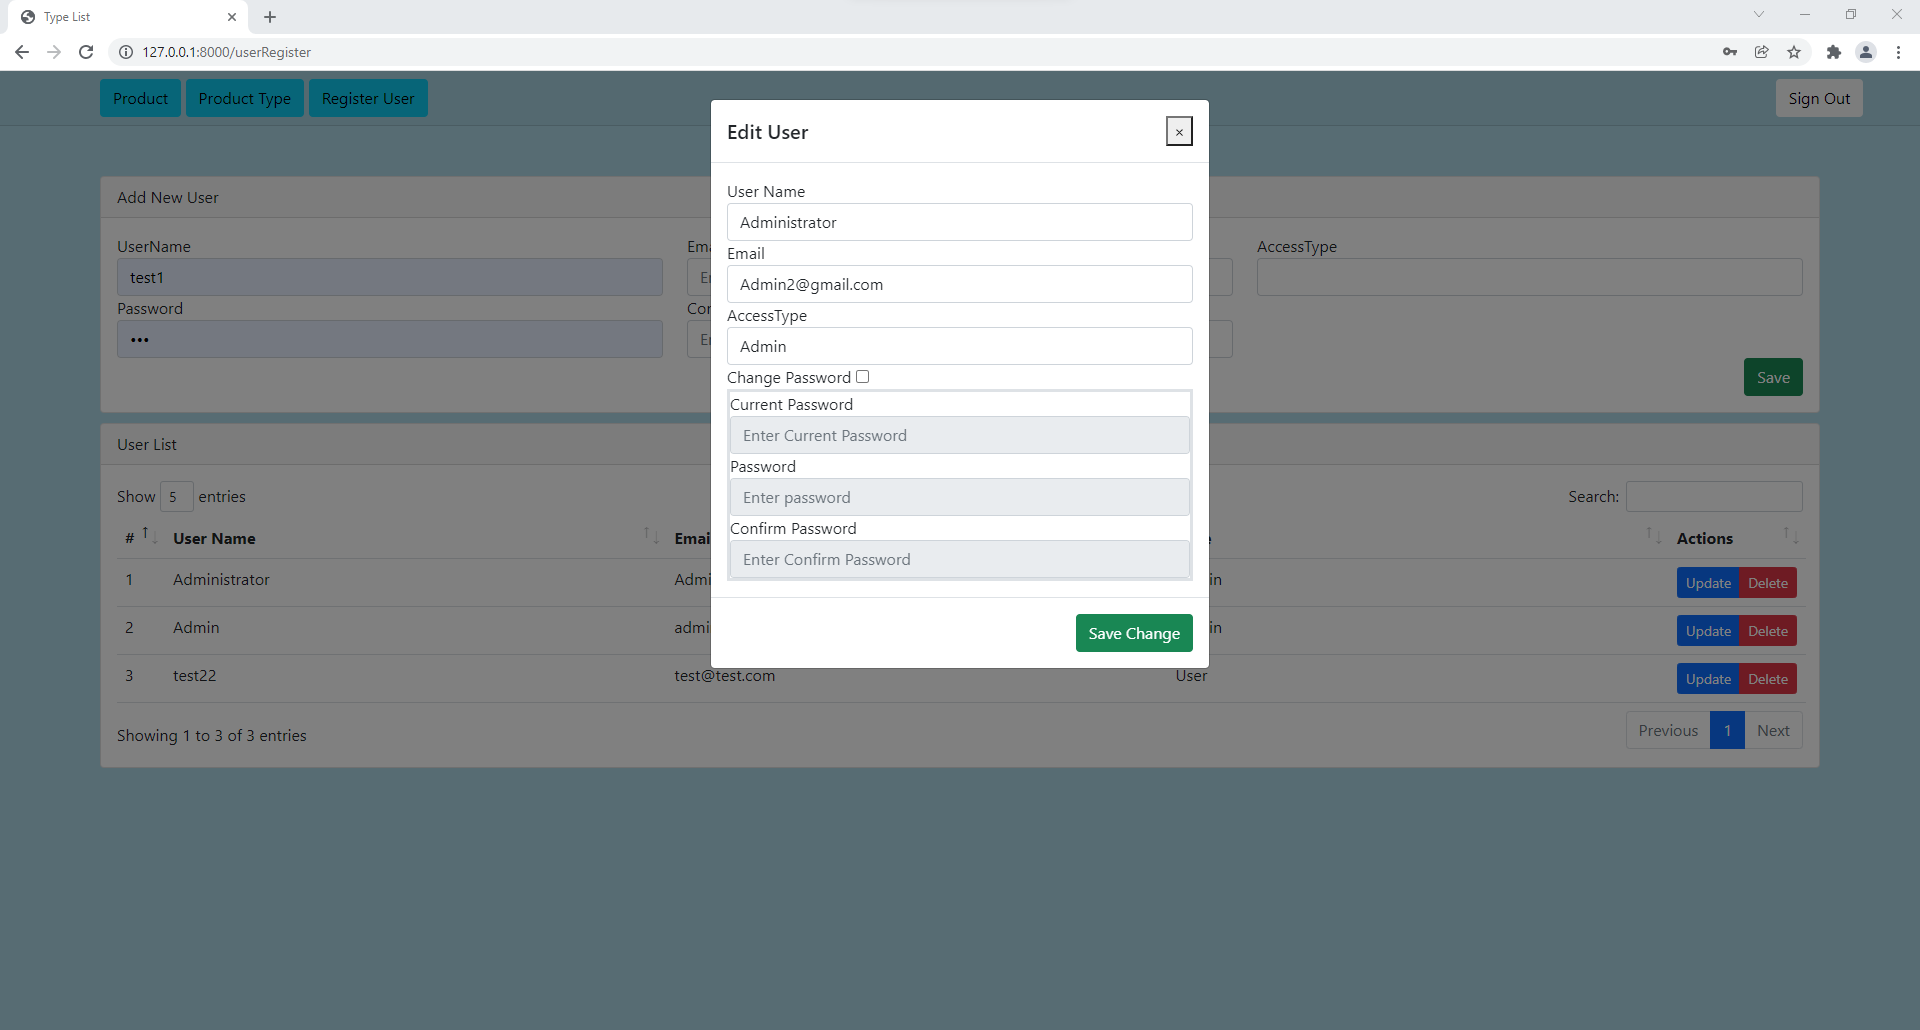 Type List
127.0.0.1:8000/userRegister
Product Product Type Register User Sign Out
Edit User ×
Add New User
User Name
Administrator
UserName Ema AccessType
test1
Email
Admin2@gmail.com
Password Con
•••
AccessType
Admin
Change Password
Save
Current Password
Enter Current Password
User List
Password
Enter password
Show 5 entries Search:
Confirm Password
Enter Confirm Password
# User Name Emai Actions
1 Administrator Admi in Update Delete
2 Admin admi in Update Delete
Save Change
3 test22 test@test.com User Update Delete
Showing 1 to 3 of 3 entries Previous 1 Next